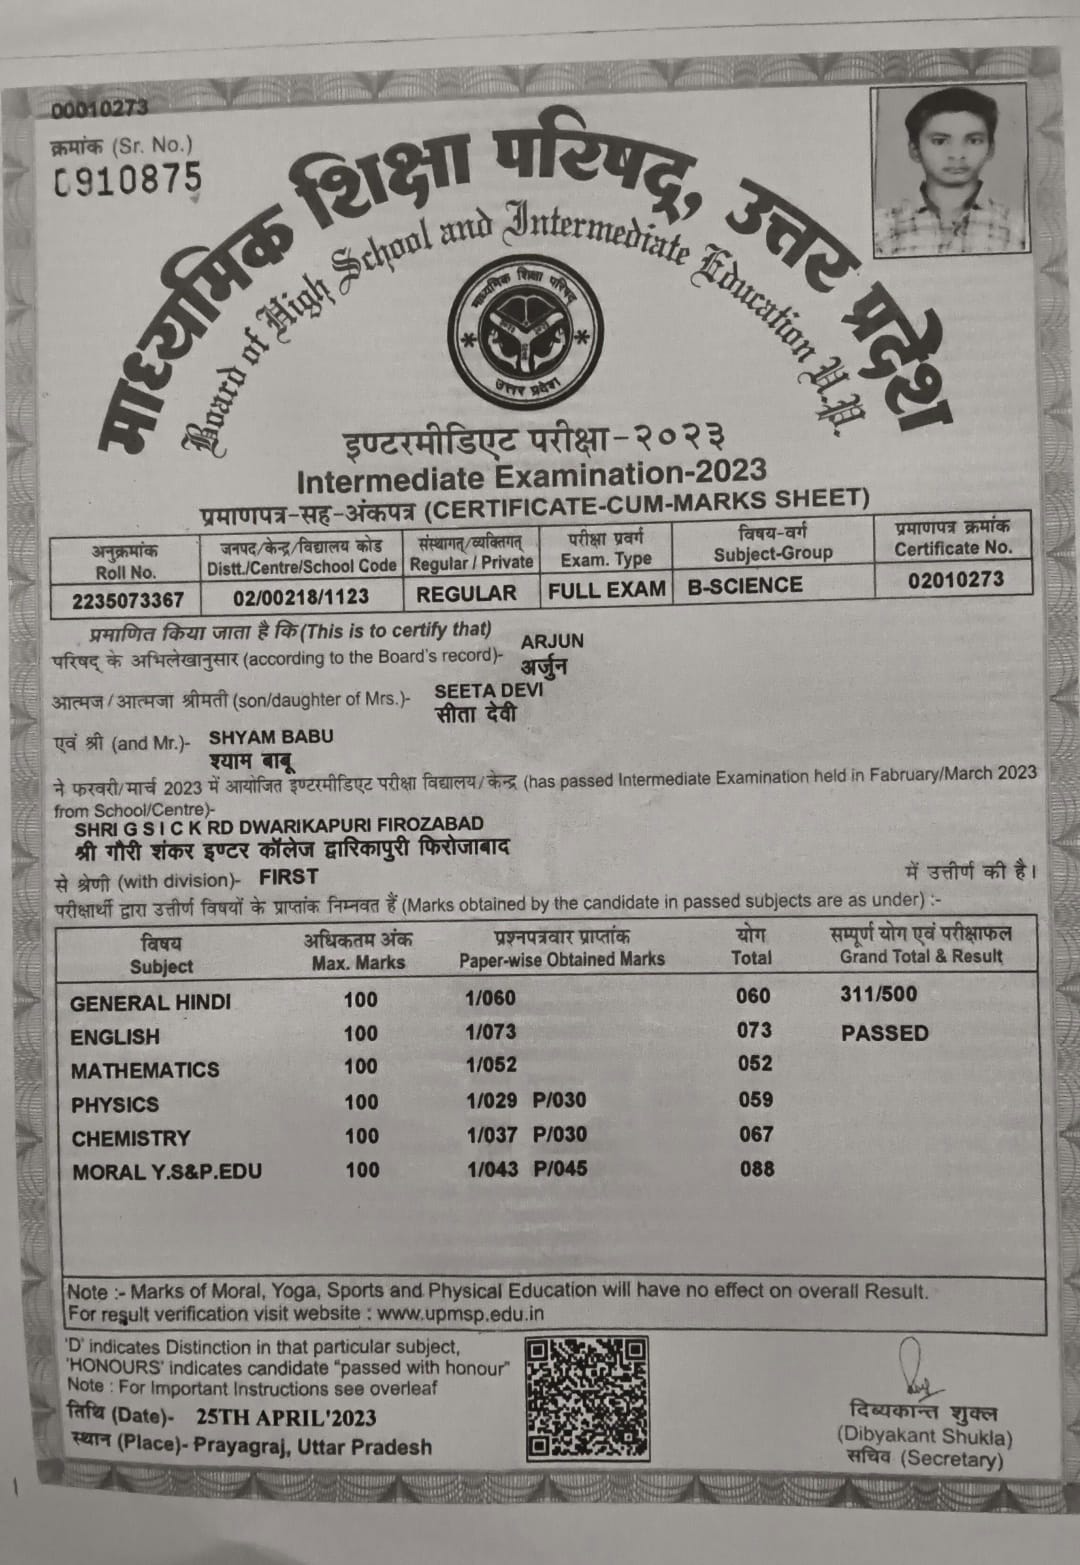 00010273
क्रमांक (Sr. No.)
0910875
माध्यमिक शिक्षा परिषद्, उत्तर प्रदेश
Board of High School and Intermediate Education U.P.
माध्यमिक शिक्षा परिषद्
उत्तर प्रदेश
इण्टरमीडिएट परीक्षा-२०२३
Intermediate Examination-2023
प्रमाणपत्र-सह-अंकपत्र (CERTIFICATE-CUM-MARKS SHEET)
अनुक्रमांक जनपद/केन्द्र/विद्यालय कोड संस्थागत्/व्यक्तिगत् परीक्षा प्रवर्ग विषय-वर्ग प्रमाणपत्र क्रमांक
Roll No. Distt./Centre/School Code Regular / Private Exam. Type Subject-Group Certificate No.
2235073367 02/00218/1123 REGULAR FULL EXAM B-SCIENCE 02010273
प्रमाणित किया जाता है कि (This is to certify that)
परिषद के अभिलेखानुसार (according to the Board's record)- ARJUN
अर्जुन
आत्मज/आत्मजा श्रीमती (son/daughter of Mrs.)- SEETA DEVI
सीता देवी
एवं श्री (and Mr.)- SHYAM BABU
श्याम बाबू
ने फरवरी/मार्च 2023 में आयोजित इण्टरमीडिएट परीक्षा विद्यालय/केन्द्र (has passed Intermediate Examination held in Fabruary/March 2023
from School/Centre)-
SHRI G S I C K RD DWARIKAPURI FIROZABAD
श्री गौरी शंकर इण्टर कॉलेज द्वारिकापुरी फिरोजाबाद
से श्रेणी (with division)- FIRST में उत्तीर्ण की है।
परीक्षार्थी द्वारा उत्तीर्ण विषयों के प्राप्तांक निम्नवत हैं (Marks obtained by the candidate in passed subjects are as under) :-
विषय अधिकतम अंक प्रश्नपत्रवार प्राप्तांक योग सम्पूर्ण योग एवं परीक्षाफल
Subject Max. Marks Paper-wise Obtained Marks Total Grand Total & Result
GENERAL HINDI 100 1/060 060 311/500
ENGLISH 100 1/073 073 PASSED
MATHEMATICS 100 1/052 052
PHYSICS 100 1/029 P/030 059
CHEMISTRY 100 1/037 P/030 067
MORAL Y.S&P.EDU 100 1/043 P/045 088
Note :- Marks of Moral, Yoga, Sports and Physical Education will have no effect on overall Result.
For result verification visit website : www.upmsp.edu.in
'D' indicates Distinction in that particular subject,
'HONOURS' indicates candidate "passed with honour"
Note : For Important Instructions see overleaf
तिथि (Date)- 25TH APRIL'2023
स्थान (Place)- Prayagraj, Uttar Pradesh
दिब्यकान्त शुक्ल
(Dibyakant Shukla)
सचिव (Secretary)